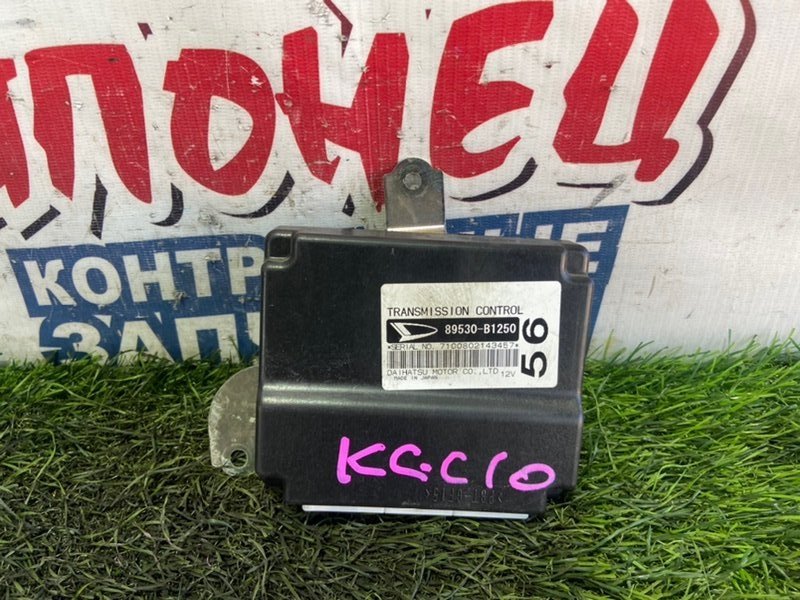 ЯПОНЕЦ
КОНТР
ЗАП
TRANSMISSION CONTROL
89530-B1250
*SERIAL NO. 7100802143457*
DAIHATSU MOTOR CO.,LTD 12V
MADE IN JAPAN
56
KGC10